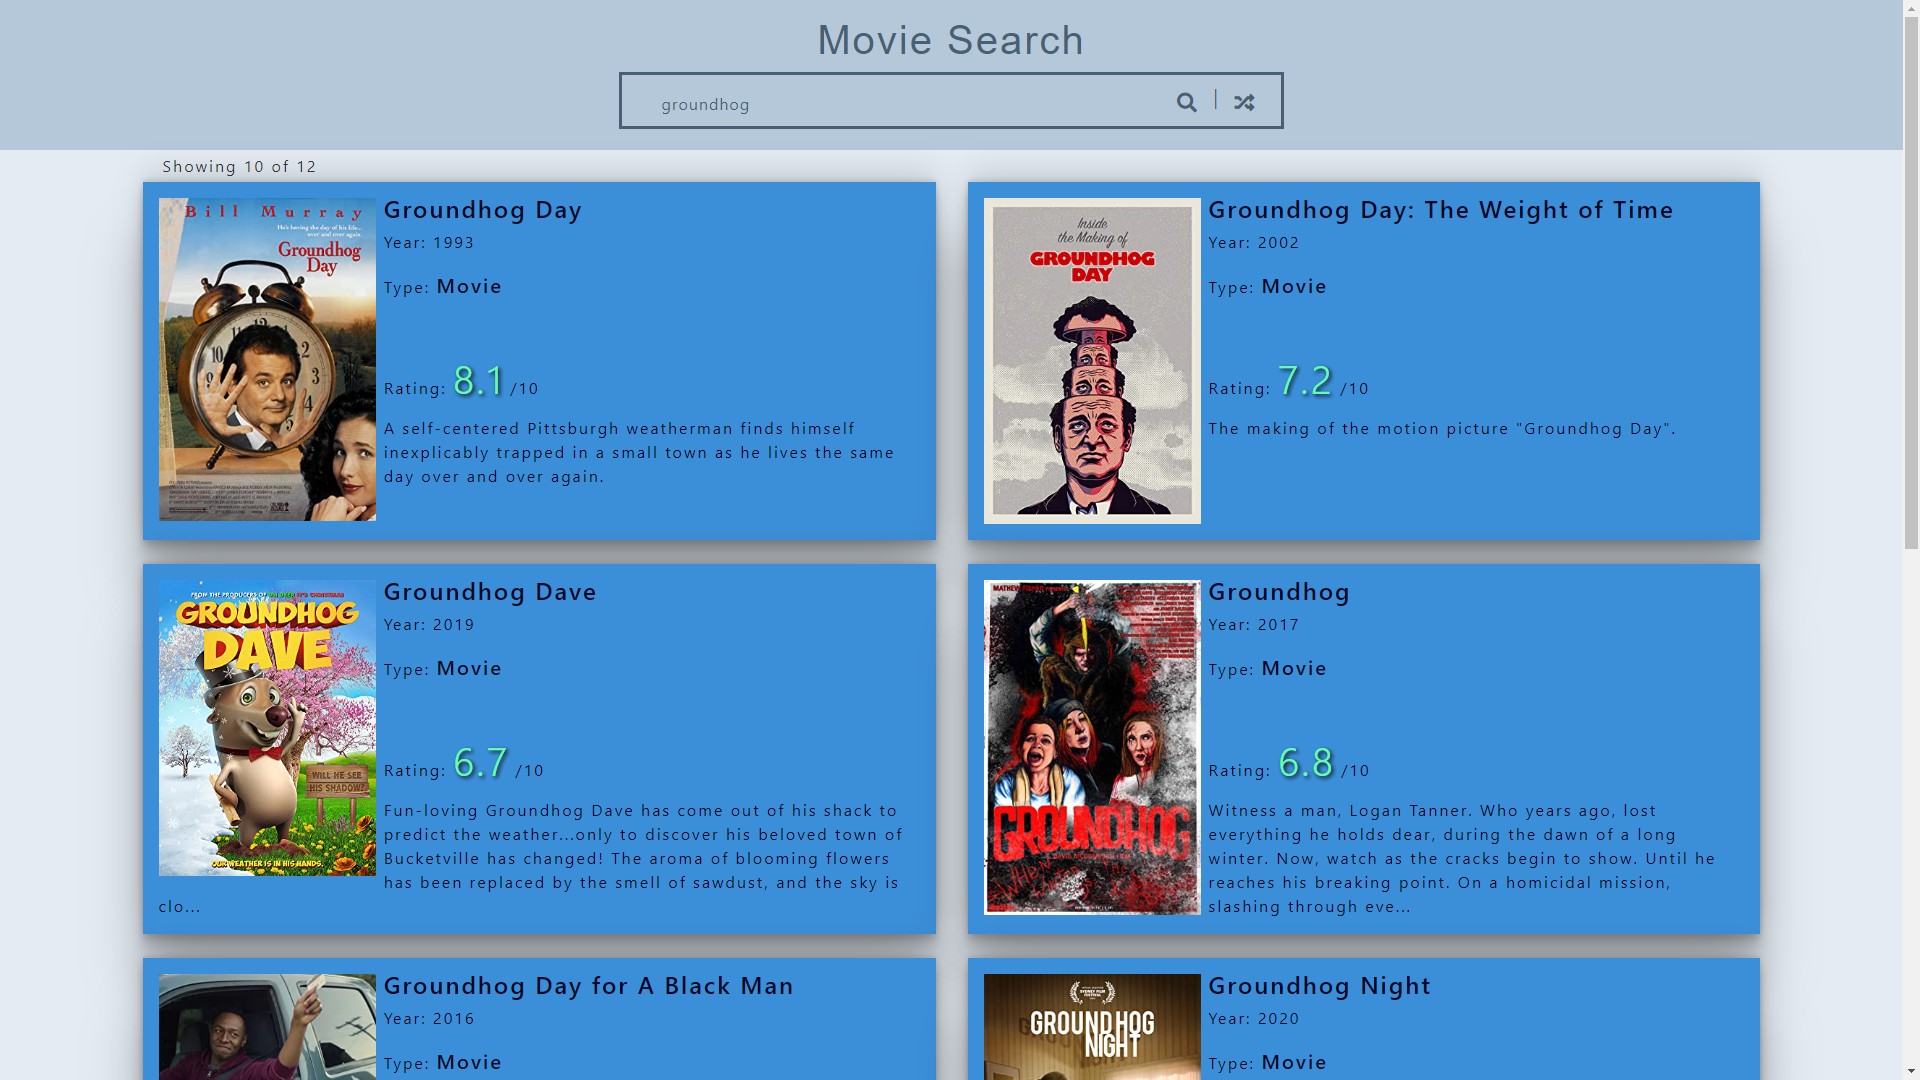 Movie Search
groundhog
Showing 10 of 12
Bill Murray
He's having the day of his life...
over and over again.
Groundhog
Day
Groundhog Day
Year: 1993
Type: Movie
Rating: 8.1 /10
A self-centered Pittsburgh weatherman finds himself
inexplicably trapped in a small town as he lives the same
day over and over again.
Inside
the Making of
GROUNDHOG
DAY
Groundhog Day: The Weight of Time
Year: 2002
Type: Movie
Rating: 7.2 /10
The making of the motion picture "Groundhog Day".
FROM THE PRODUCERS OF
GROUNDHOG
DAVE
WILL HE SEE
HIS SHADOW?
OUR WEATHER IS IN HIS HANDS.
Groundhog Dave
Year: 2019
Type: Movie
Rating: 6.7 /10
Fun-loving Groundhog Dave has come out of his shack to
predict the weather...only to discover his beloved town of
Bucketville has changed! The aroma of blooming flowers
has been replaced by the smell of sawdust, and the sky is
clo...
GROUNDHOG
Groundhog
Year: 2017
Type: Movie
Rating: 6.8 /10
Witness a man, Logan Tanner. Who years ago, lost
everything he holds dear, during the dawn of a long
winter. Now, watch as the cracks begin to show. Until he
reaches his breaking point. On a homicidal mission,
slashing through eve...
Groundhog Day for A Black Man
Year: 2016
Type: Movie
GROUNDHOG
NIGHT
Groundhog Night
Year: 2020
Type: Movie